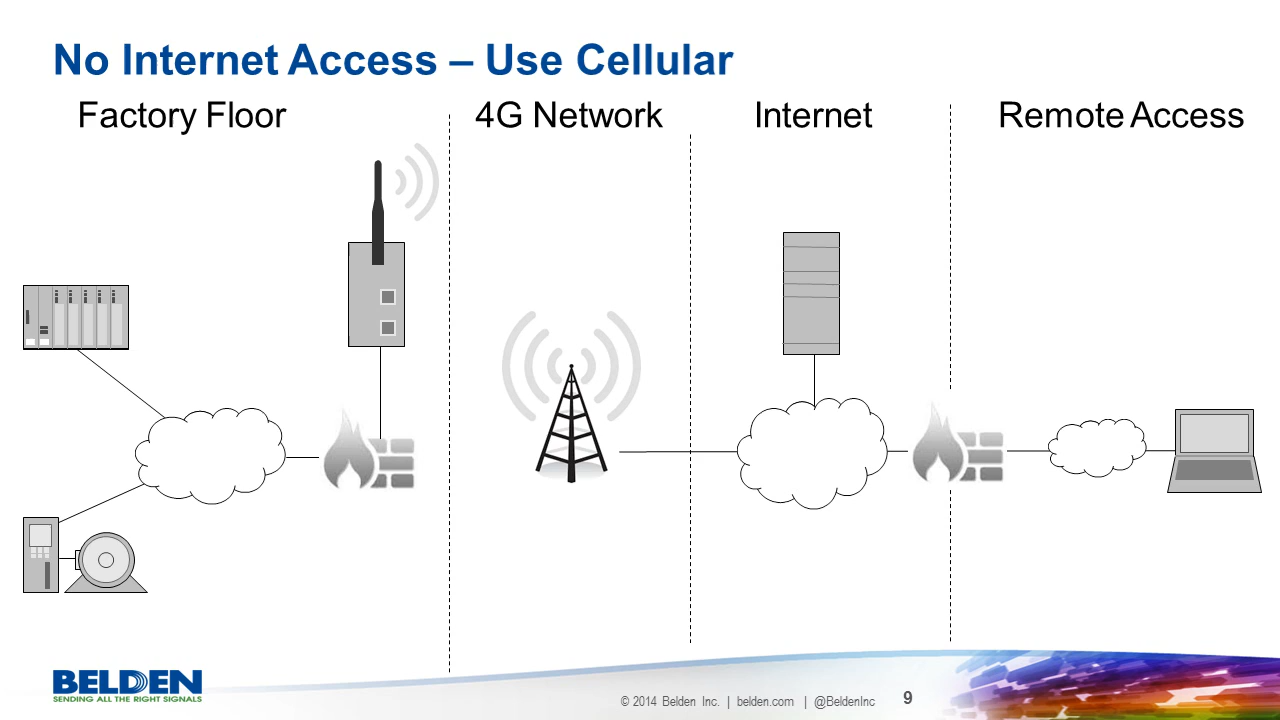 No Internet Access – Use Cellular
Factory Floor
4G Network
Internet
Remote Access
BELDEN
SENDING ALL THE RIGHT SIGNALS
© 2014 Belden Inc. | belden.com | @BeldenInc
9